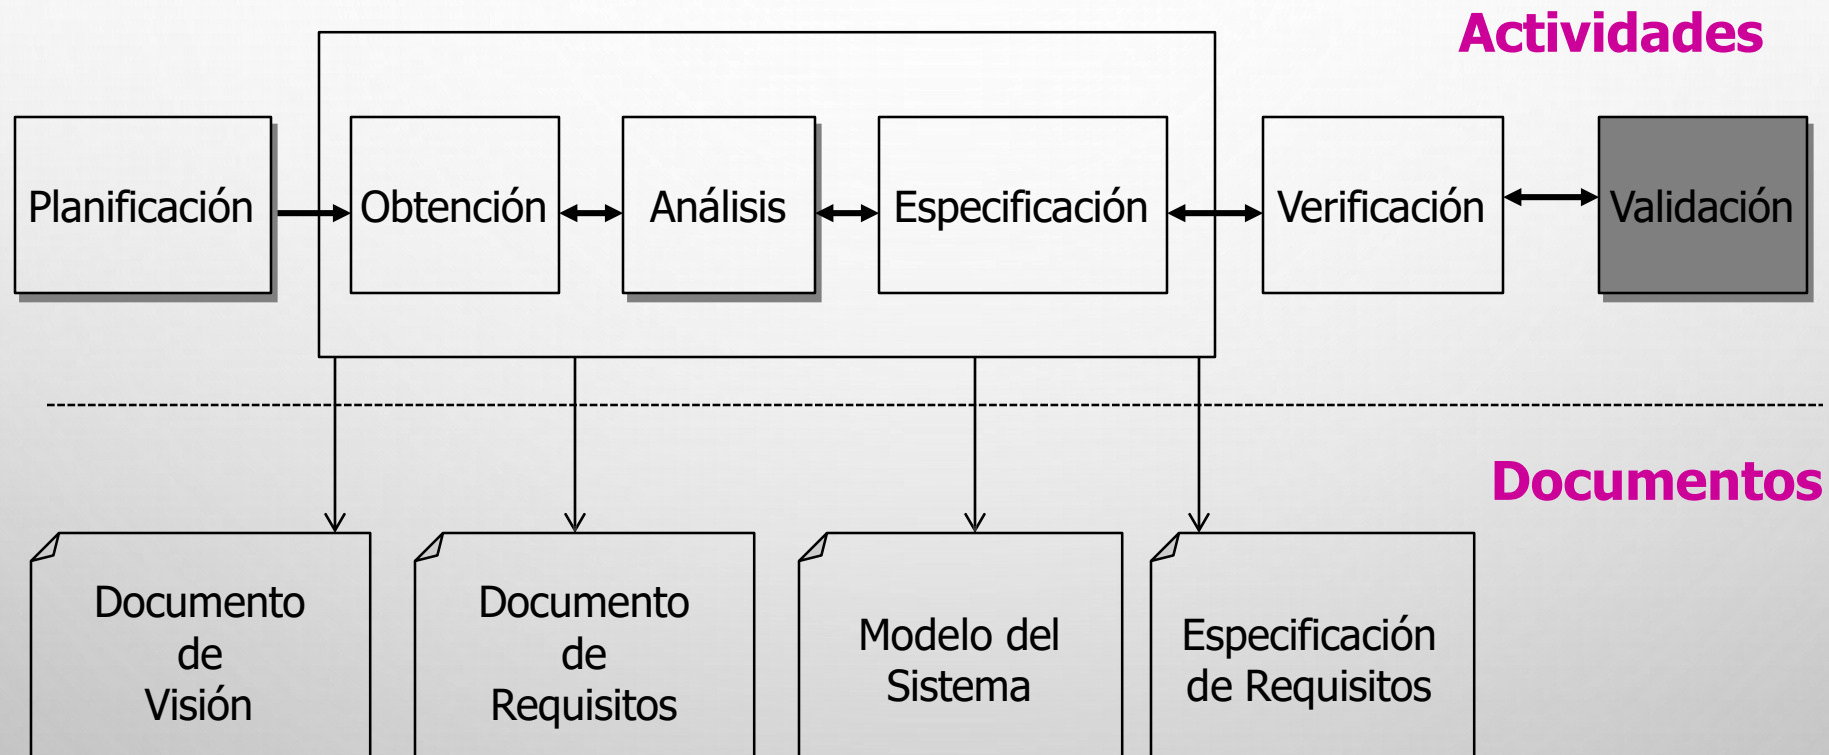 Actividades
Planificación
Obtención
Análisis
Especificación
Verificación
Validación
Documentos
Documento
de
Visión
Documento
de
Requisitos
Modelo del
Sistema
Especificación
de Requisitos